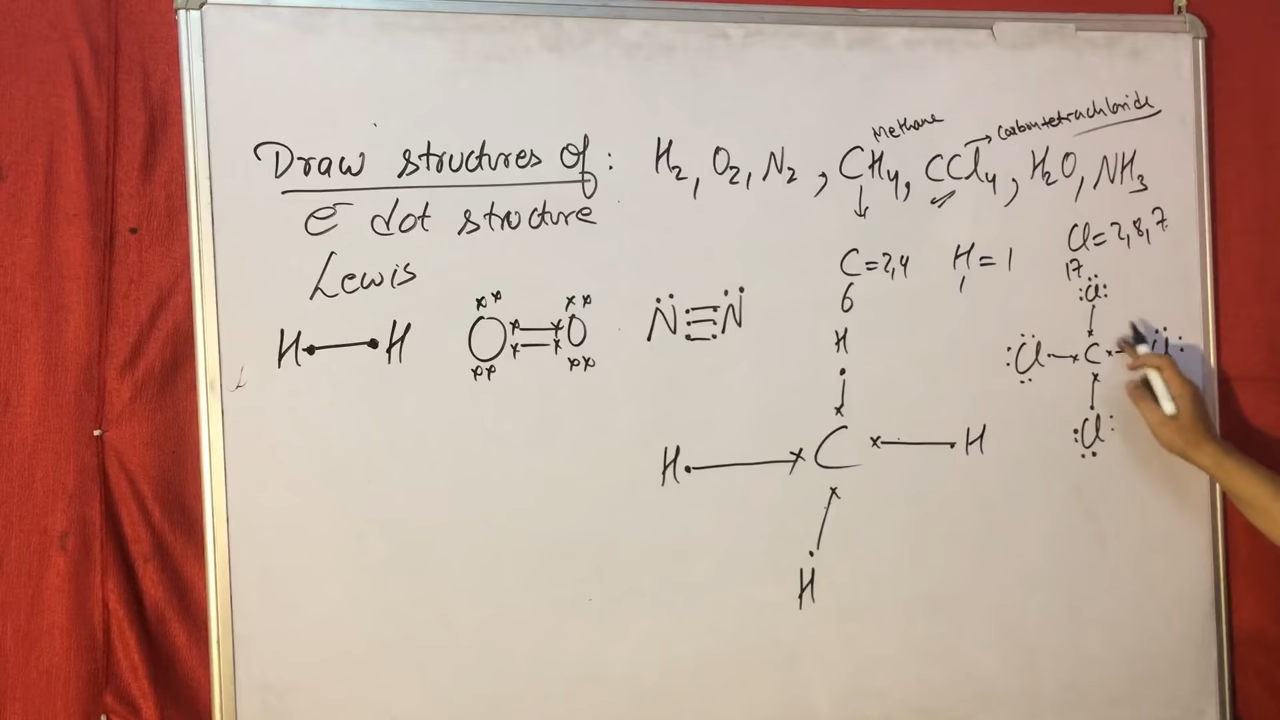 Methane
→ Carbontetrachloride
Draw structures of : H₂, O₂, N₂, CH₄, CCl₄, H₂O, NH₃
e⁻ dot structure
Lewis
C = 2,4 H = 1 Cl = 2,8,7
6 1 17
H — H O = O N ≡ N
H
H — C — H
H
Cl
Cl — C — Cl
Cl